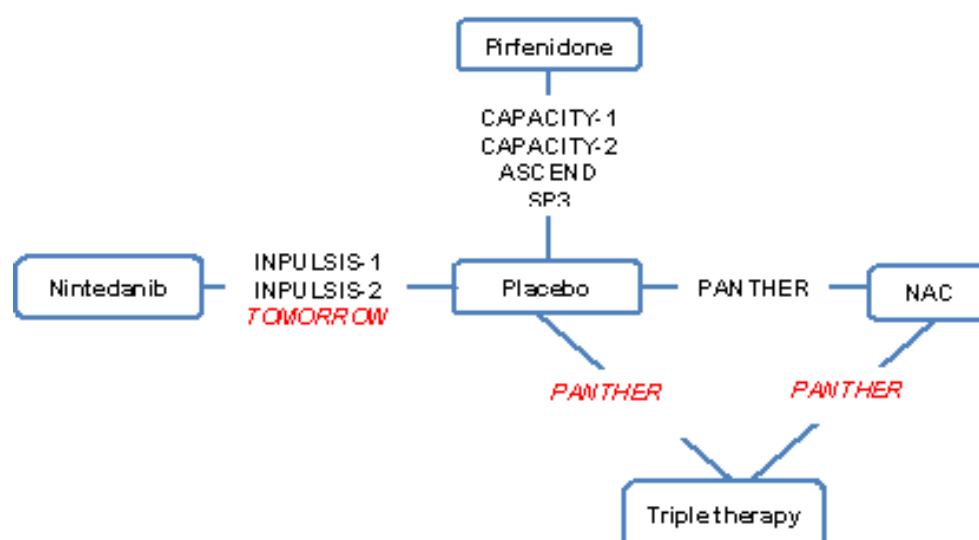 Pirfenidone
CAPACITY-1
CAPACITY-2
ASCEND
SP3
Nintedanib
INPULSIS-1
INPULSIS-2
TOMORROW
Placebo
PANTHER
NAC
PANTHER
PANTHER
Triple therapy